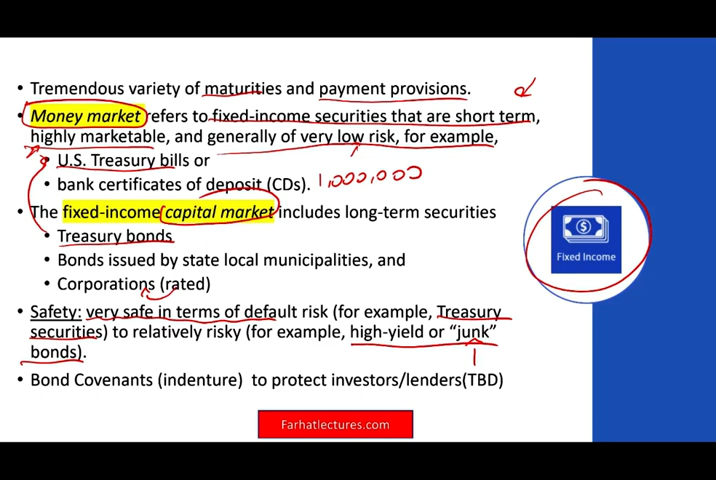 • Tremendous variety of maturities and payment provisions.
• Money market refers to fixed-income securities that are short term,
highly marketable, and generally of very low risk, for example,
• U.S. Treasury bills or
• bank certificates of deposit (CDs). 1,000,000
• The fixed-income capital market includes long-term securities
• Treasury bonds
• Bonds issued by state local municipalities, and
• Corporations (rated)
Fixed Income
• Safety: very safe in terms of default risk (for example, Treasury
securities) to relatively risky (for example, high-yield or “junk”
bonds).
• Bond Covenants (indenture) to protect investors/lenders(TBD)
Farhatlectures.com